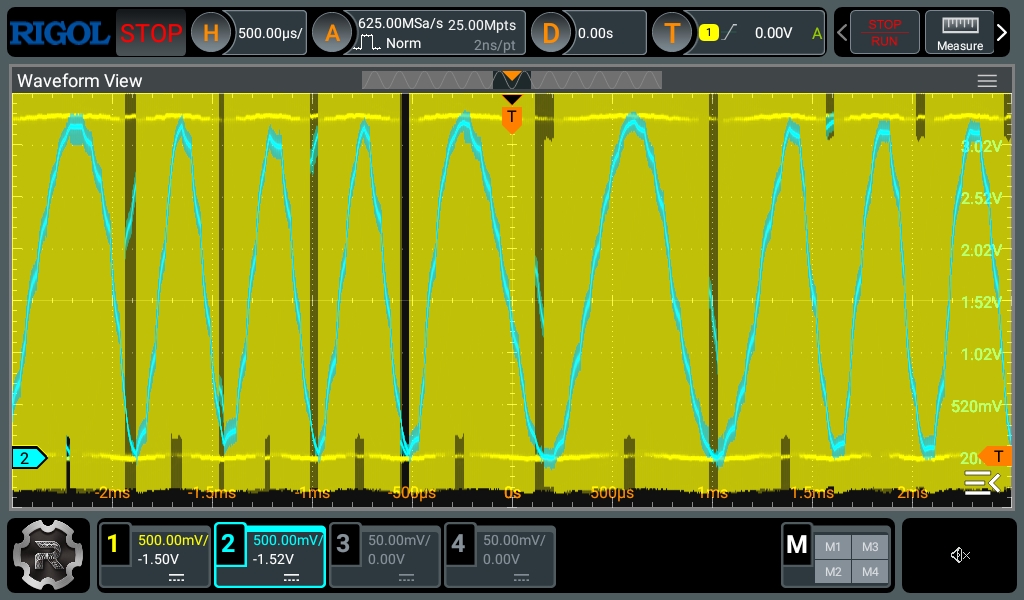 RIGOL STOP H 500.00µs/ A 625.00MSa/s 25.00Mpts D 0.00s T 1 0.00V A STOP
Norm 2ns/pt RUN Measure
Waveform View
T
3.02V
2.52V
2.02V
1.52V
1.02V
520mV
2 T
-2ms -1.5ms -1ms -500µs 0s 500µs 1ms 1.5ms 2ms
1 500.00mV/ 2 500.00mV/ 3 50.00mV/ 4 50.00mV/ M M1 M3
-1.50V -1.52V 0.00V 0.00V M2 M4
R